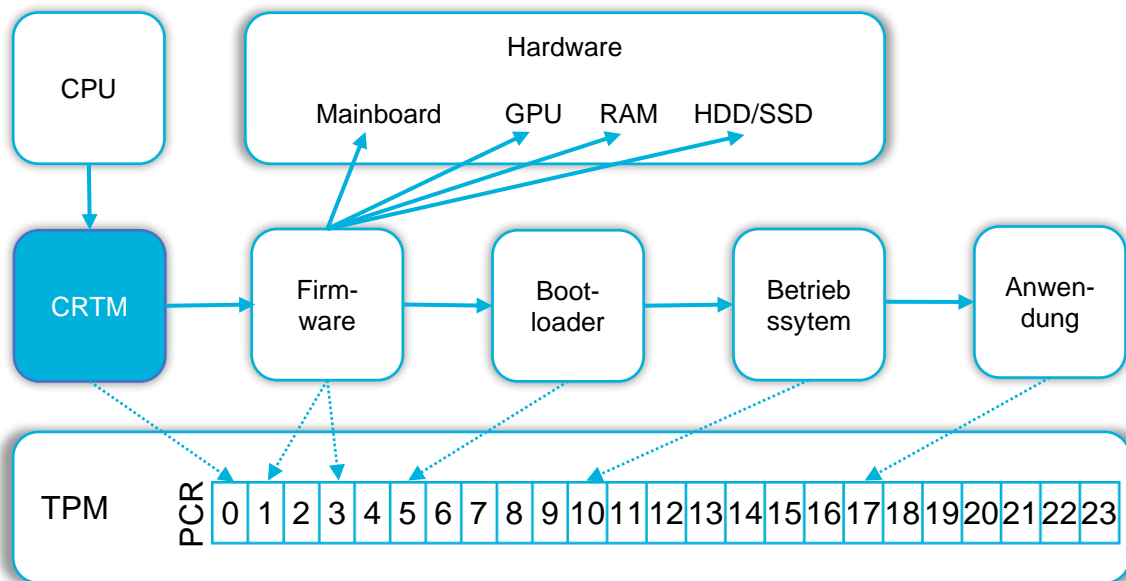 CPU
Hardware
Mainboard GPU RAM HDD/SSD
CRTM
Firm-
ware
Boot-
loader
Betrieb
ssytem
Anwen-
dung
TPM
PCR
0 1 2 3 4 5 6 7 8 9 10 11 12 13 14 15 16 17 18 19 20 21 22 23